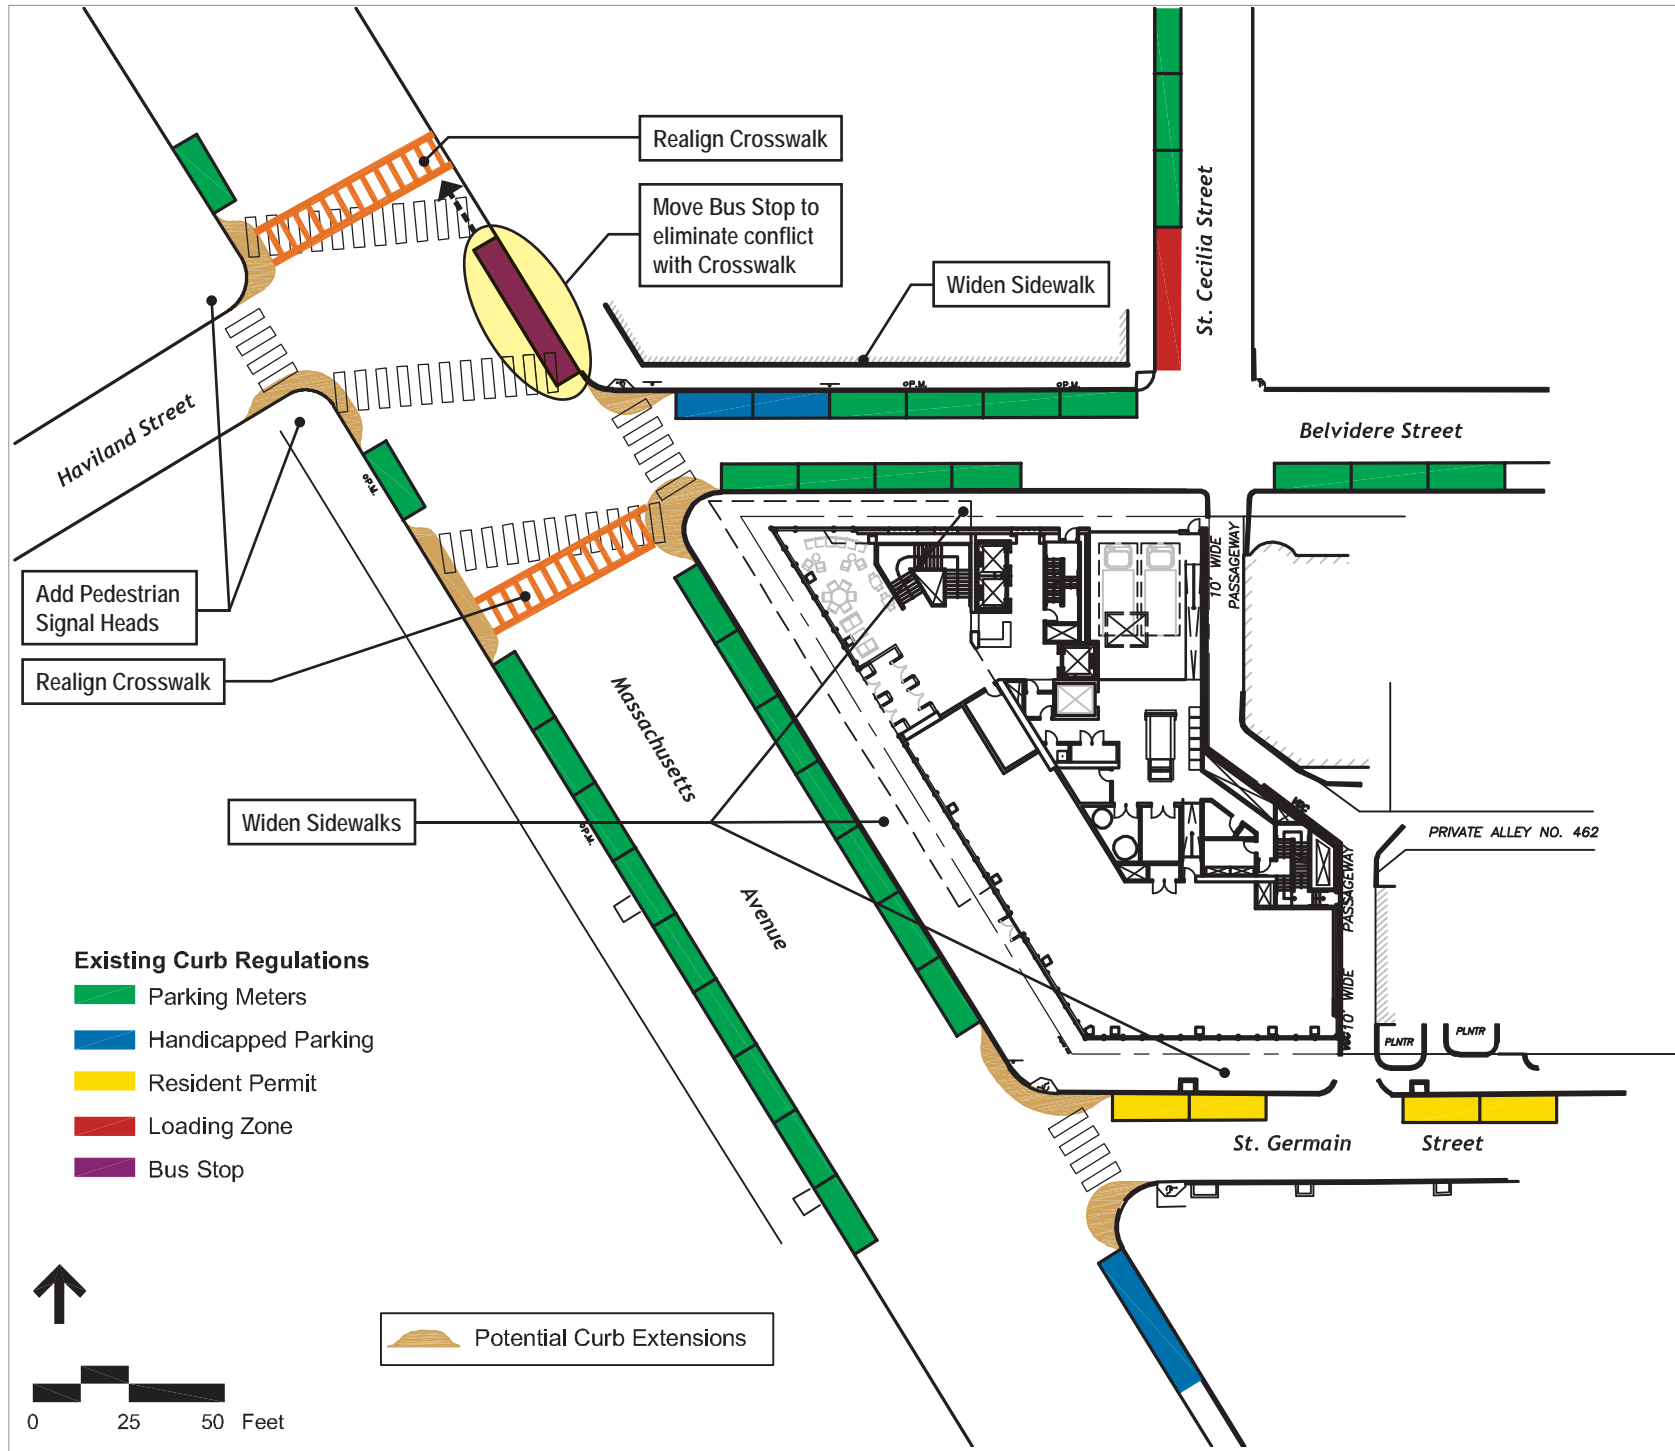 Realign Crosswalk
Move Bus Stop to
eliminate conflict
with Crosswalk
Widen Sidewalk
St. Cecilia Street
P.M.
P.M.
Belvidere Street
Haviland Street
P.M.
10' WIDE
PASSAGEWAY
Add Pedestrian
Signal Heads
Realign Crosswalk
Massachusetts
Avenue
Widen Sidewalks
P.M.
PRIVATE ALLEY NO. 462
PASSAGEWAY
10' WIDE
PLNTR
PLNTR
Existing Curb Regulations
Parking Meters
Handicapped Parking
Resident Permit
Loading Zone
Bus Stop
St. Germain Street
Potential Curb Extensions
0 25 50 Feet